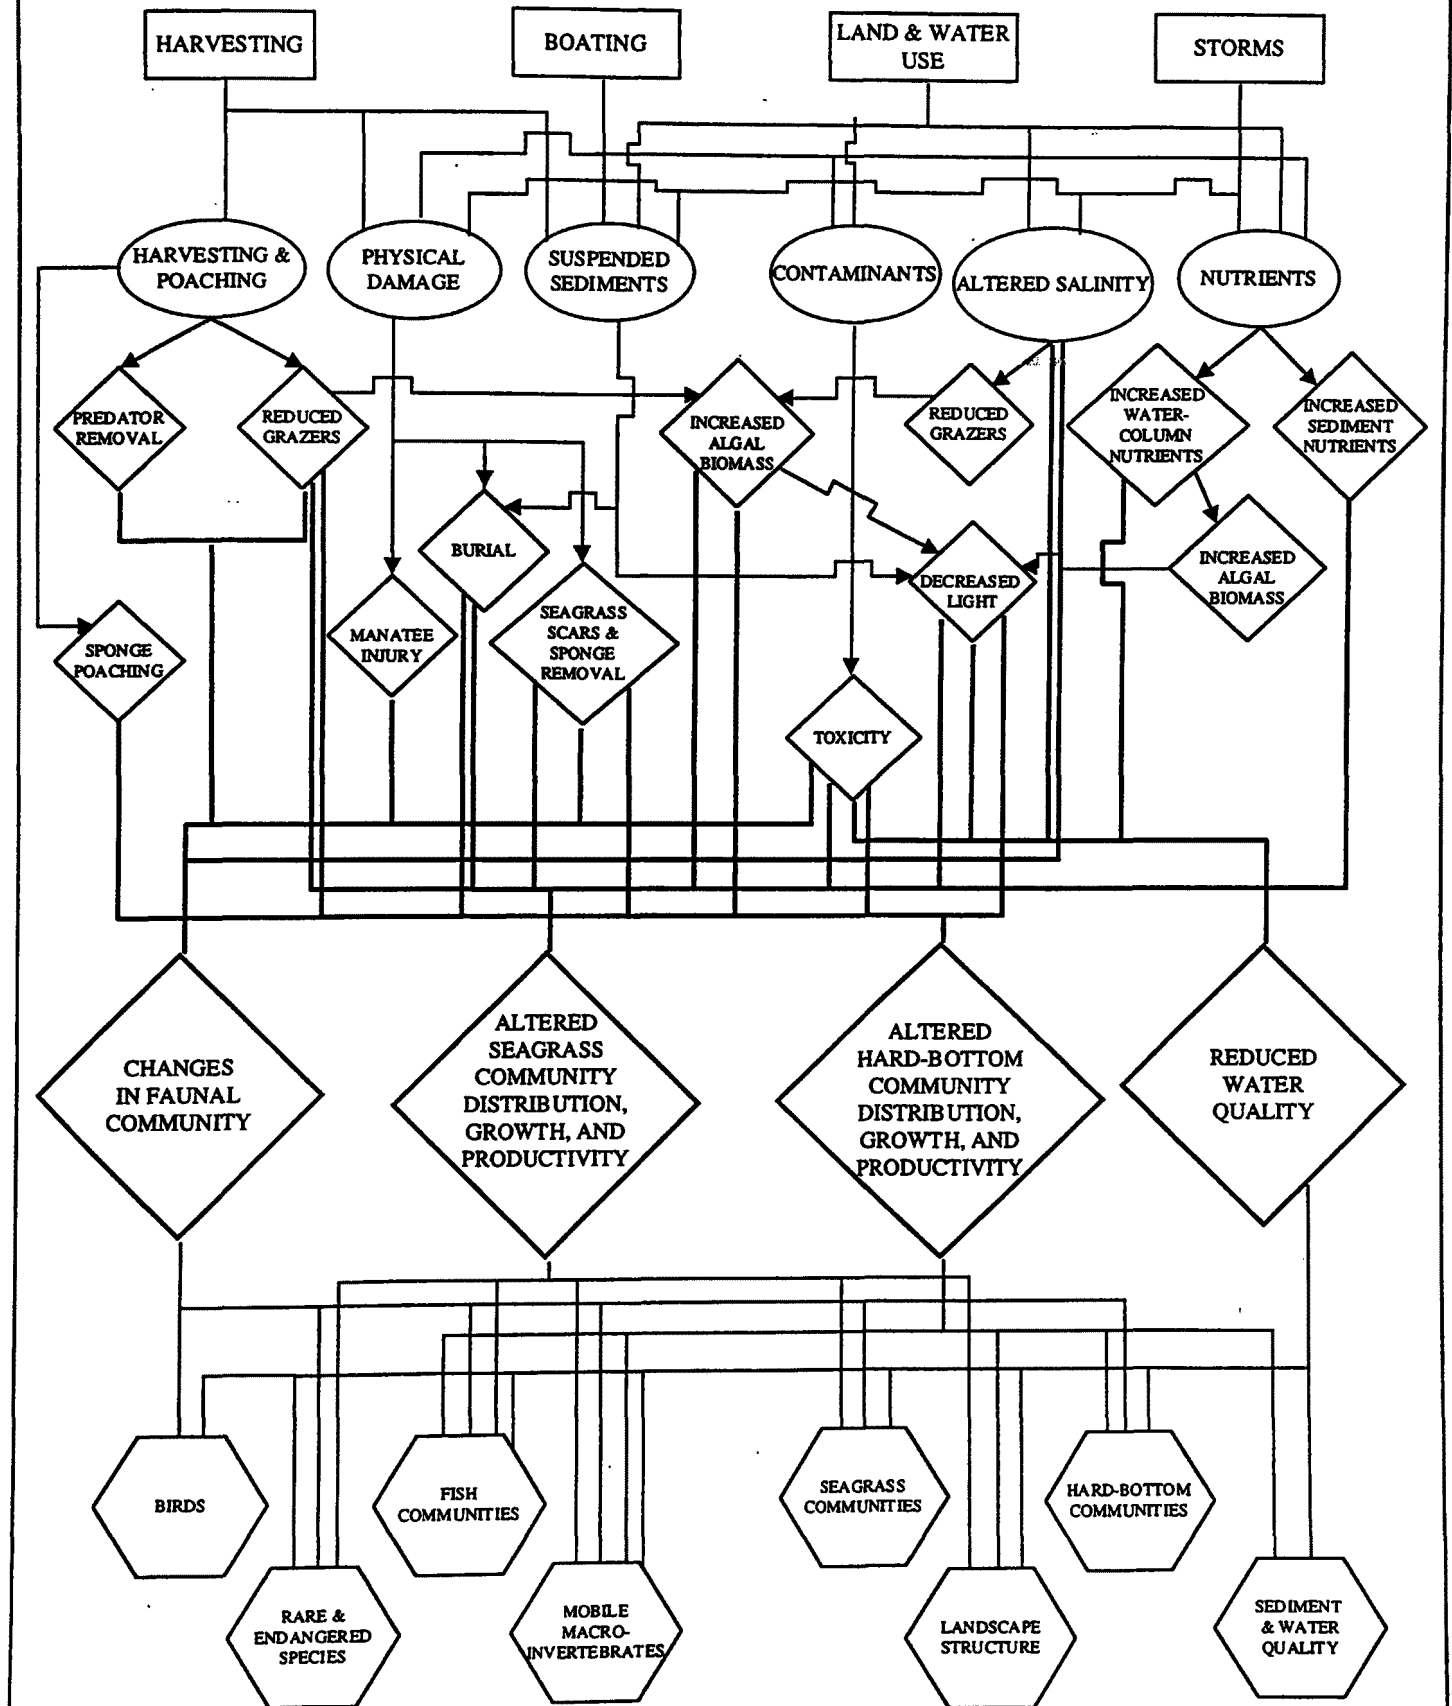 HARVESTING
BOATING
LAND & WATER
USE
STORMS
HARVESTING &
POACHING
PHYSICAL
DAMAGE
SUSPENDED
SEDIMENTS
CONTAMINANTS
ALTERED SALINITY
NUTRIENTS
PREDATOR
REMOVAL
REDUCED
GRAZERS
INCREASED
ALGAL
BIOMASS
REDUCED
GRAZERS
INCREASED
WATER-
COLUMN
NUTRIENTS
INCREASED
SEDIMENT
NUTRIENTS
BURIAL
DECREASED
LIGHT
INCREASED
ALGAL
BIOMASS
SPONGE
POACHING
MANATEE
INJURY
SEAGRASS
SCARS &
SPONGE
REMOVAL
TOXICITY
CHANGES
IN FAUNAL
COMMUNITY
ALTERED
SEAGRASS
COMMUNITY
DISTRIBUTION,
GROWTH, AND
PRODUCTIVITY
ALTERED
HARD-BOTTOM
COMMUNITY
DISTRIBUTION,
GROWTH, AND
PRODUCTIVITY
REDUCED
WATER
QUALITY
BIRDS
FISH
COMMUNITIES
SEAGRASS
COMMUNITIES
HARD-BOTTOM
COMMUNITIES
RARE &
ENDANGERED
SPECIES
MOBILE
MACRO-
INVERTEBRATES
LANDSCAPE
STRUCTURE
SEDIMENT
& WATER
QUALITY